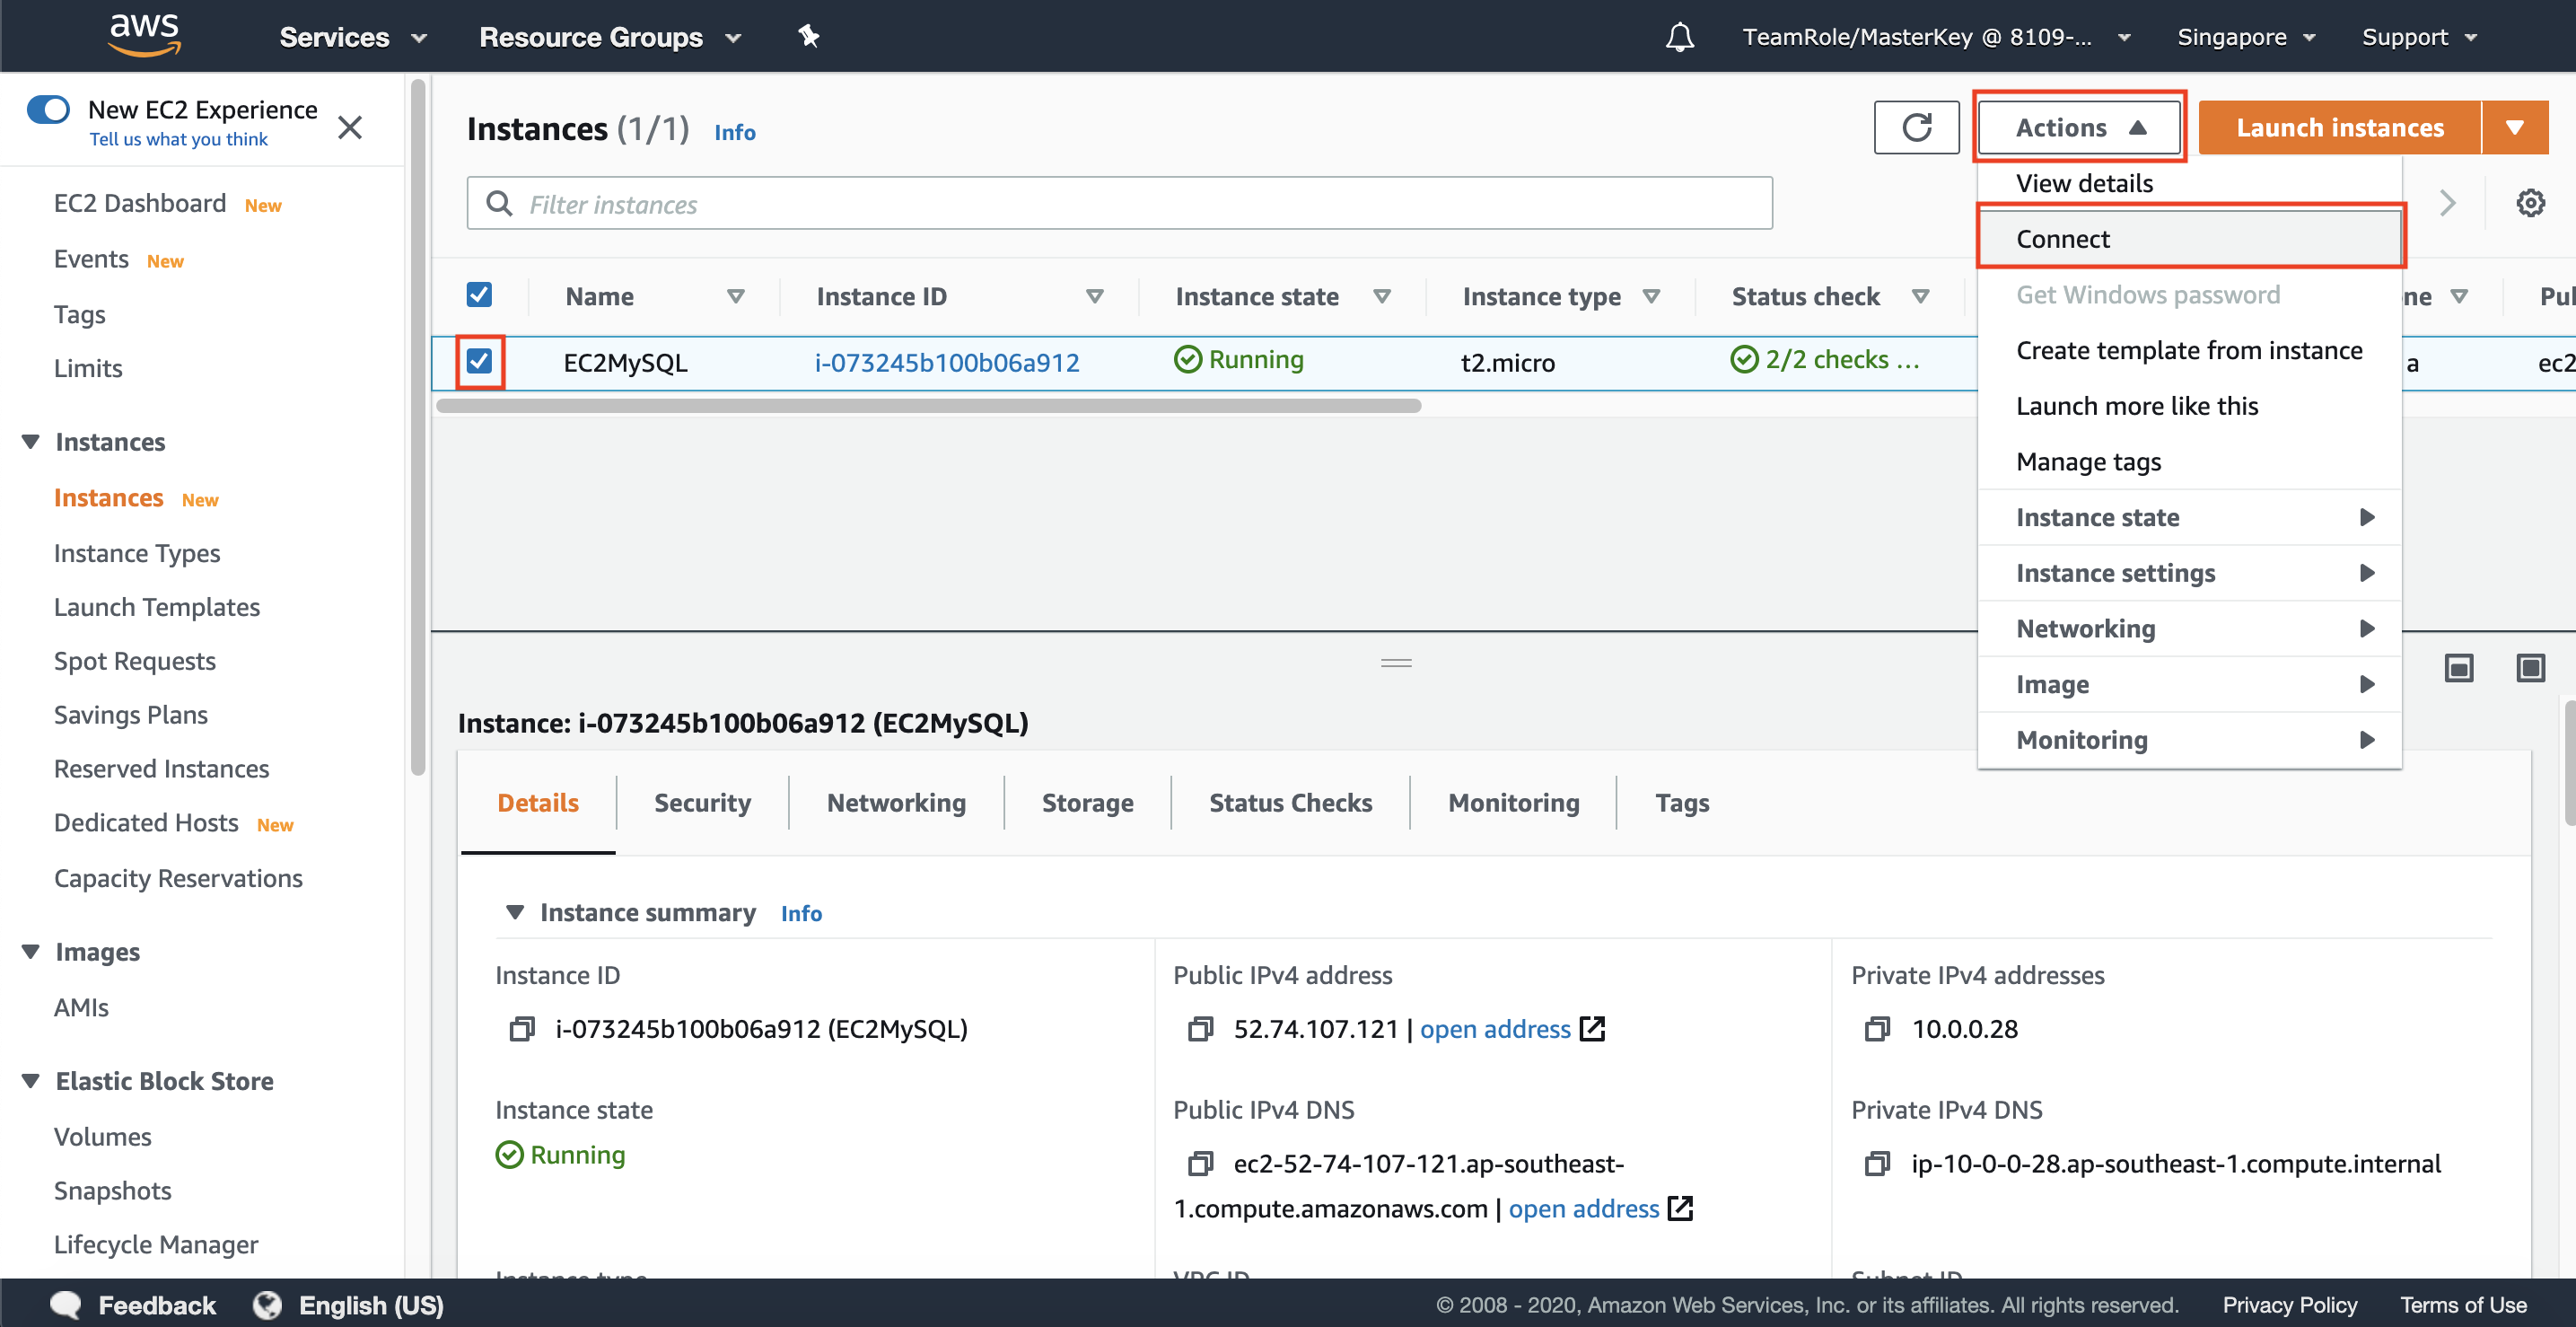 aws
Services
Resource Groups
TeamRole/MasterKey @ 8109-...
Singapore
Support
New EC2 Experience
Tell us what you think
EC2 Dashboard New
Events New
Tags
Limits
Instances
Instances New
Instance Types
Launch Templates
Spot Requests
Savings Plans
Reserved Instances
Dedicated Hosts New
Capacity Reservations
Images
AMIs
Elastic Block Store
Volumes
Snapshots
Lifecycle Manager
Instances (1/1) Info
Actions
Launch instances
Filter instances
View details
Connect
Get Windows password
Create template from instance
Launch more like this
Manage tags
Instance state
Instance settings
Networking
Image
Monitoring
Name Instance ID Instance state Instance type Status check ne Pul
EC2MySQL i-073245b100b06a912 Running t2.micro 2/2 checks ... a ec2
Instance: i-073245b100b06a912 (EC2MySQL)
Details Security Networking Storage Status Checks Monitoring Tags
Instance summary Info
Instance ID
i-073245b100b06a912 (EC2MySQL)
Public IPv4 address
52.74.107.121 | open address
Private IPv4 addresses
10.0.0.28
Instance state
Running
Public IPv4 DNS
ec2-52-74-107-121.ap-southeast-
1.compute.amazonaws.com | open address
Private IPv4 DNS
ip-10-0-0-28.ap-southeast-1.compute.internal
Instance type VPC ID Subnet ID
Feedback English (US)
© 2008 - 2020, Amazon Web Services, Inc. or its affiliates. All rights reserved. Privacy Policy Terms of Use